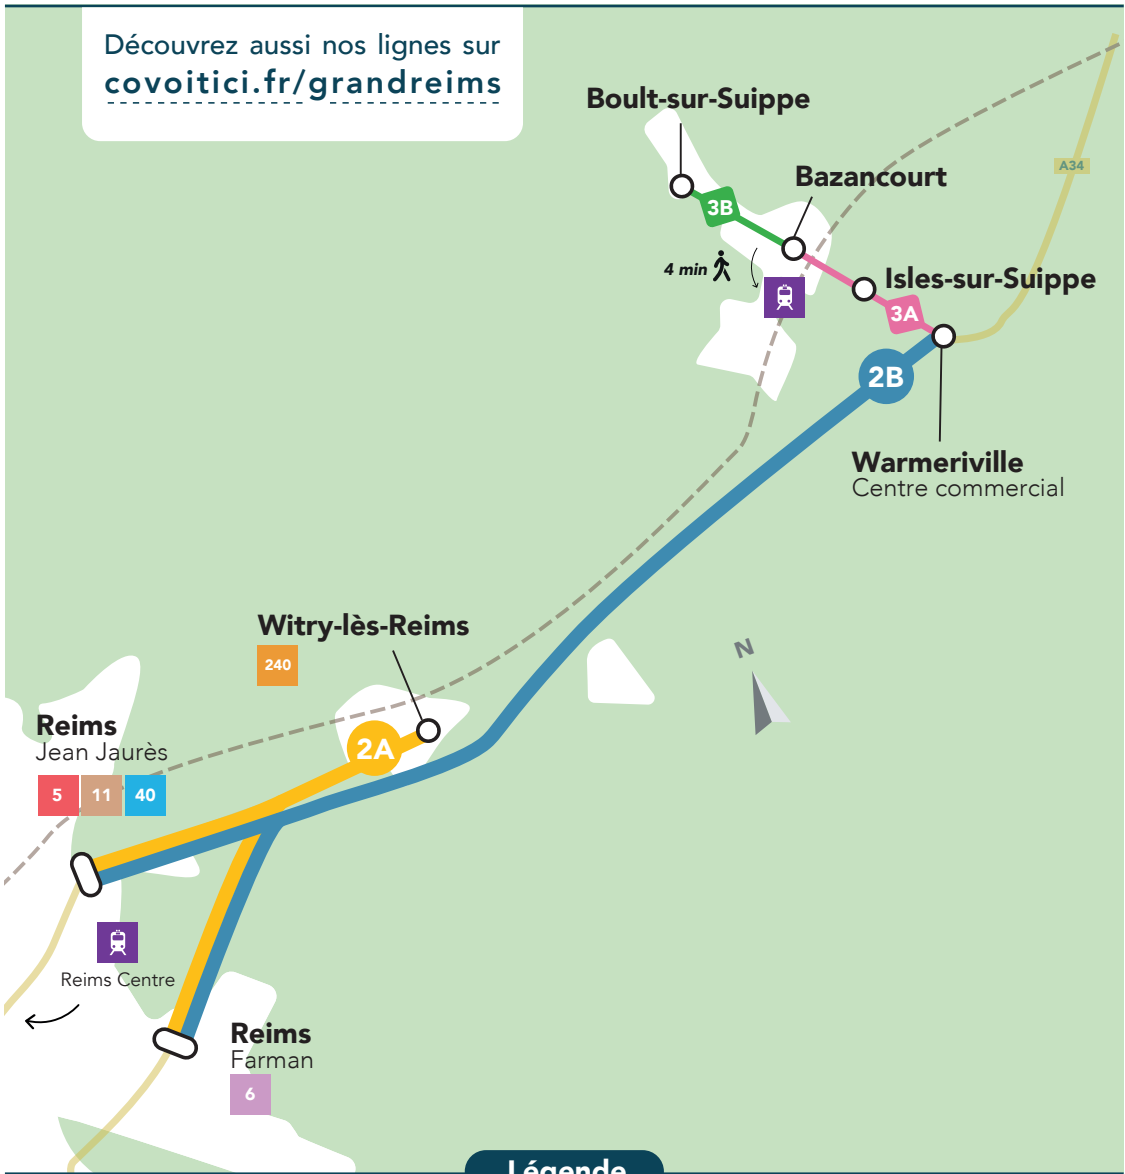 Découvrez aussi nos lignes sur
covoitici.fr/grandreims
Boult-sur-Suippe
A34
Bazancourt
3B
4 min
Isles-sur-Suippe
3A
2B
Warmeriville
Centre commercial
Witry-lès-Reims
240
N
Reims
Jean Jaurès
2A
5 11 40
Reims Centre
Reims
Farman
6
Légende